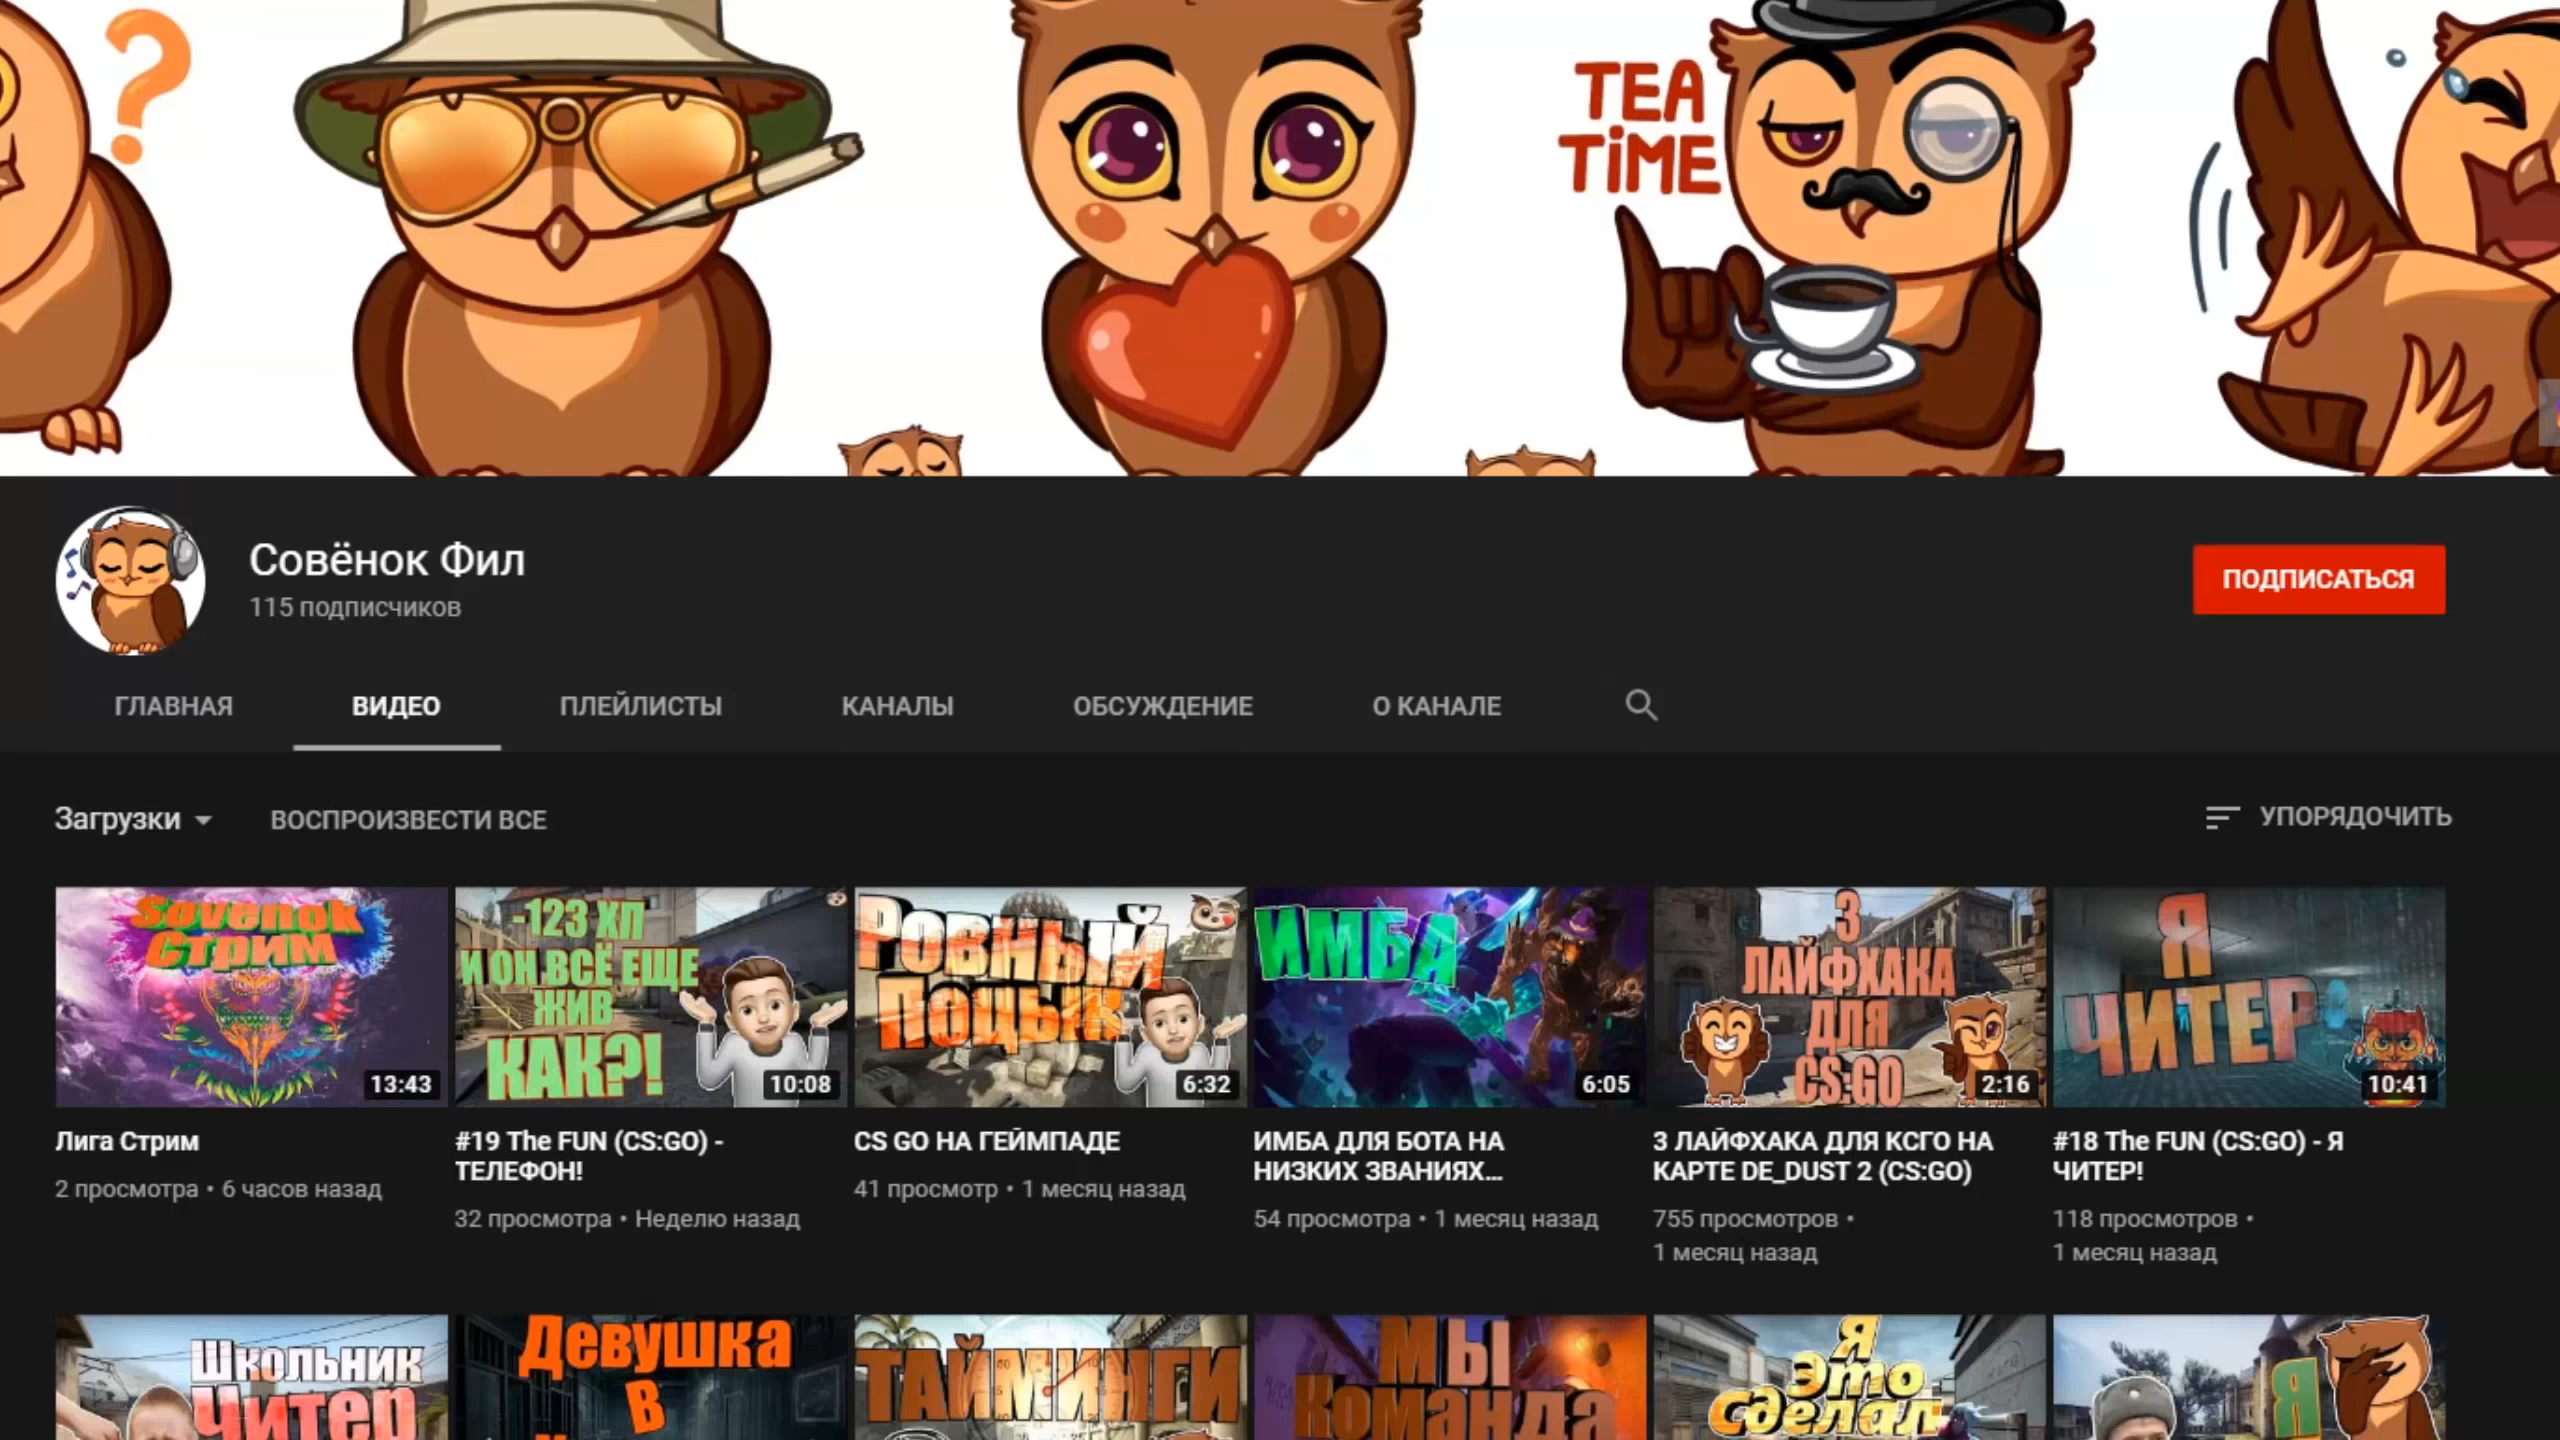 ?
TEA
TiME
Совёнок Фил
115 подписчиков
ПОДПИСАТЬСЯ
ГЛАВНАЯ
ВИДЕО
ПЛЕЙЛИСТЫ
КАНАЛЫ
ОБСУЖДЕНИЕ
О КАНАЛЕ
Загрузки
ВОСПРОИЗВЕСТИ ВСЕ
УПОРЯДОЧИТЬ
Sovenok
Стрим
13:43
-123 ХП
И ОН ВСЁ ЕЩЕ
ЖИВ
КАК?!
10:08
Ровный
Поцык
6:32
ИМБА
6:05
3
ЛАЙФХАКА
ДЛЯ
CS:GO
2:16
Я
ЧИТЕР
10:41
Лига Стрим
2 просмотра • 6 часов назад
#19 The FUN (CS:GO) -
ТЕЛЕФОН!
32 просмотра • Неделю назад
CS GO НА ГЕЙМПАДЕ
41 просмотр • 1 месяц назад
ИМБА ДЛЯ БОТА НА
НИЗКИХ ЗВАНИЯХ...
54 просмотра • 1 месяц назад
3 ЛАЙФХАКА ДЛЯ КСГО НА
КАРТЕ DE_DUST 2 (CS:GO)
755 просмотров •
1 месяц назад
#18 The FUN (CS:GO) - Я
ЧИТЕР!
118 просмотров •
1 месяц назад
Школьник
Читер
Девушка
В
ТАЙМИНГИ
МЫ
Команда
Я
Это
сделал
Я